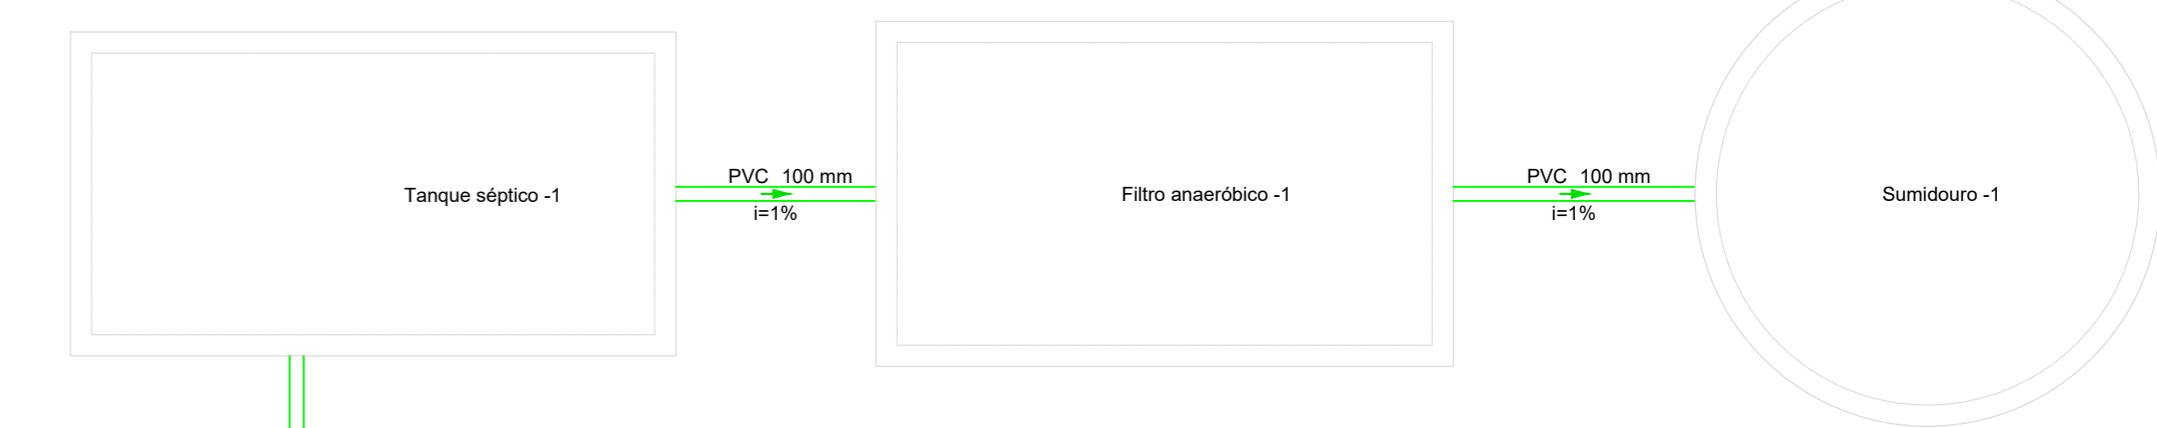 Tanque séptico -1
PVC 100 mm
i=1%
Filtro anaeróbico -1
PVC 100 mm
i=1%
Sumidouro -1